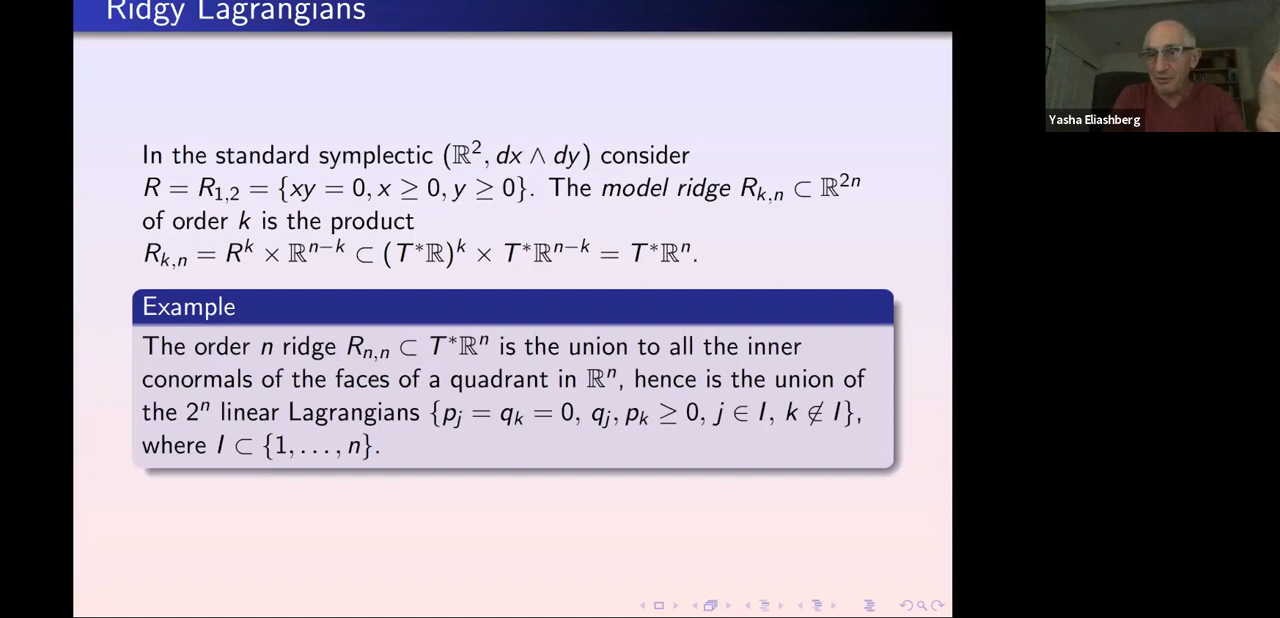 Ridgy Lagrangians
Yasha Eliashberg
In the standard symplectic (ℝ², dx ∧ dy) consider
R = R₁,₂ = {xy = 0, x ≥ 0, y ≥ 0}. The model ridge Rₖ,ₙ ⊂ ℝ²ⁿ
of order k is the product
Rₖ,ₙ = Rᵏ × ℝⁿ⁻ᵏ ⊂ (T*ℝ)ᵏ × T*ℝⁿ⁻ᵏ = T*ℝⁿ.
Example
The order n ridge Rₙ,ₙ ⊂ T*ℝⁿ is the union to all the inner
conormals of the faces of a quadrant in ℝⁿ, hence is the union of
the 2ⁿ linear Lagrangians {pⱼ = qₖ = 0, qⱼ, pₖ ≥ 0, j ∈ I, k ∉ I},
where I ⊂ {1, . . . , n}.